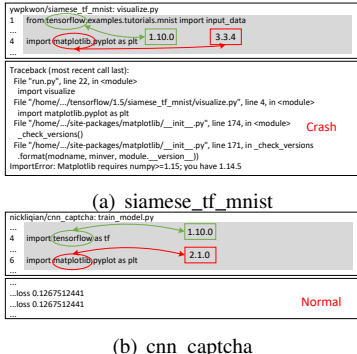 ywpkwon/siamese_tf_mnist: visualize.py
1 from tensorflow.examples.tutorials.mnist import input_data
...
4 import matplotlib.pyplot as plt
1.10.0
3.3.4
Traceback (most recent call last):
File "run.py", line 22, in <module>
import visualize
File "/home/.../tensorflow/1.5/siamese_tf_mnist/visualize.py", line 4, in <module>
import matplotlib.pyplot as plt
File "/home/.../site-packages/matplotlib/__init__.py", line 174, in <module>
_check_versions()
File "/home/.../site-packages/matplotlib/__init__.py", line 171, in _check_versions
.format(modname, minver, module.__version__))
ImportError: Matplotlib requires numpy>=1.15; you have 1.14.5
Crash
(a) siamese_tf_mnist
nickliqian/cnn_captcha: train_model.py
...
4 import tensorflow as tf
...
6 import matplotlib.pyplot as plt
...
1.10.0
2.1.0
...
...loss 0.1267512441
...loss 0.1267512441
...
Normal
(b) cnn_captcha